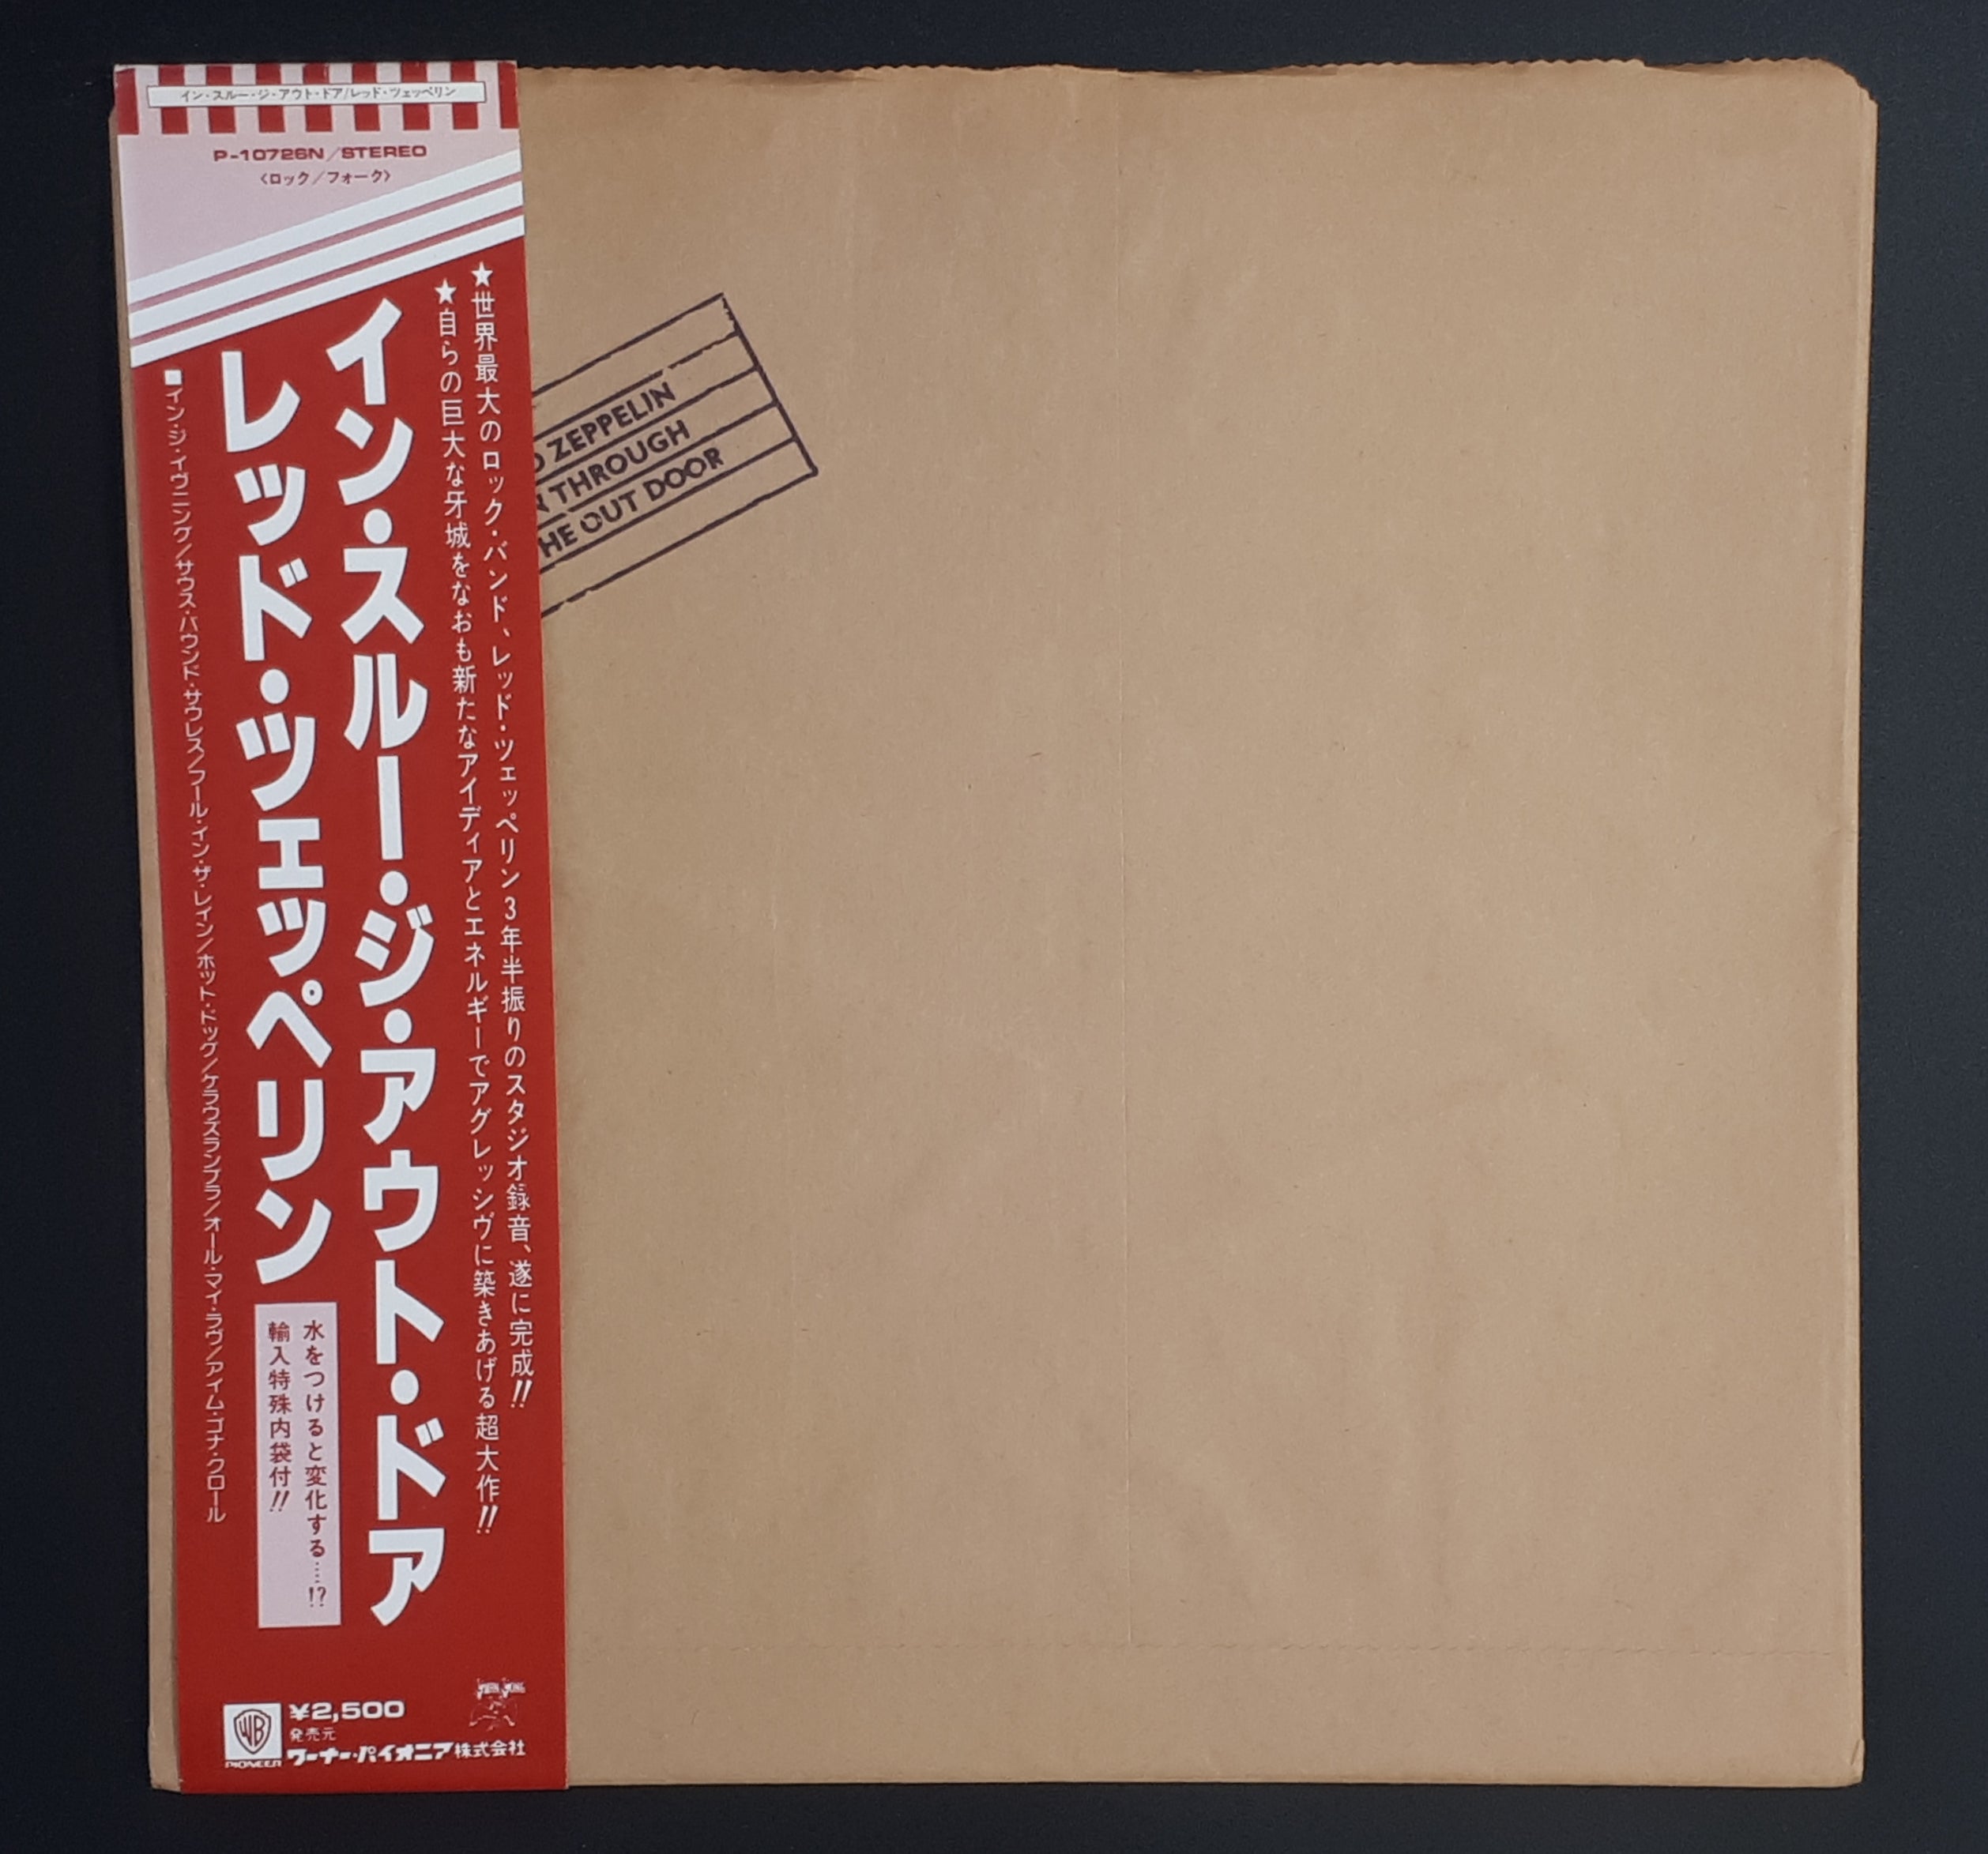 イン・スルー・ジ・アウト・ドア/レッド・ツェッペリン
P-10726N/STEREO
〈ロック/フォーク〉
★世界最大のロック・バンド、レッド・ツェッペリン3年半振りのスタジオ録音、遂に完成!!
★自らの巨大な牙城をなおも新たなアイディアとエネルギーでアグレッシヴに築きあげる超大作!!
イン・スルー・ジ・アウト・ドア
レッド・ツェッペリン
■イン・ジ・イヴニング/サウス・バウンド・サウレス/フール・イン・ザ・レイン/ホット・ドッグ/ケラウズランブラ/オール・マイ・ラヴ/アイム・ゴナ・クロール
水をつけると変化する……!?
輸入特殊内袋付!!
¥2,500
発売元
ワーナー・パイオニア株式会社
WB
PIONEER
D ZEPPELIN
N THROUGH
HE OUT DOOR